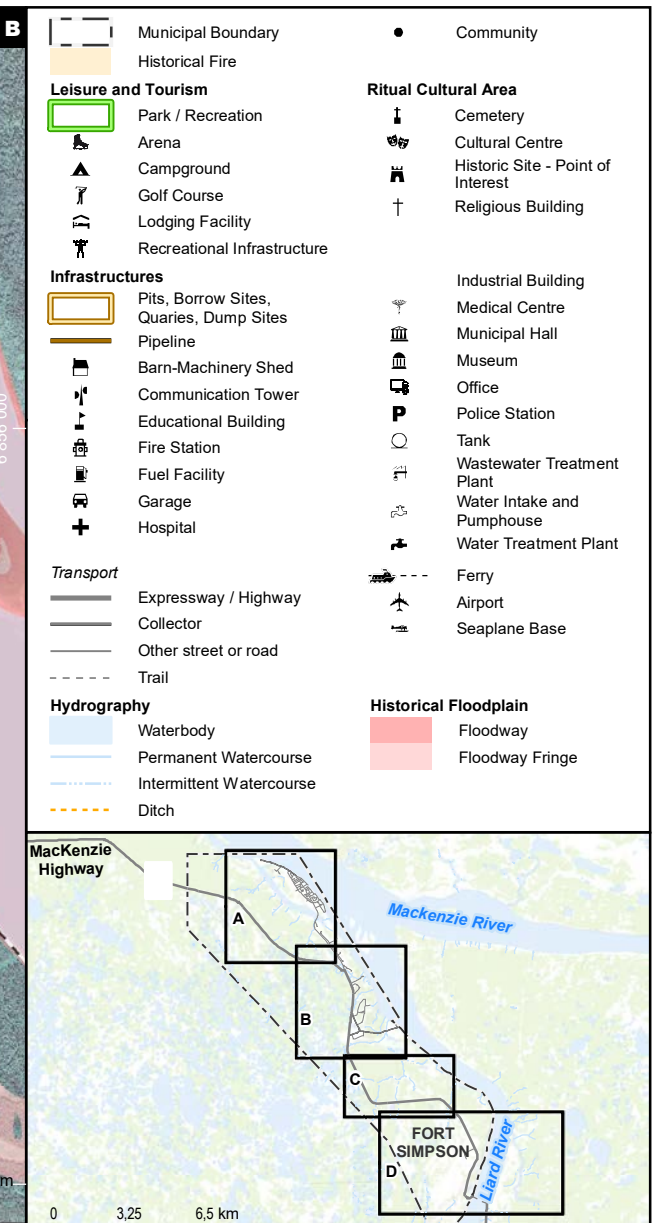 B
Municipal Boundary
Historical Fire
Community
Leisure and Tourism
Park / Recreation
Arena
Campground
Golf Course
Lodging Facility
Recreational Infrastructure
Ritual Cultural Area
Cemetery
Cultural Centre
Historic Site - Point of
Interest
Religious Building
Infrastructures
Pits, Borrow Sites,
Quaries, Dump Sites
Pipeline
Barn-Machinery Shed
Communication Tower
Educational Building
Fire Station
Fuel Facility
Garage
Hospital
Industrial Building
Medical Centre
Municipal Hall
Museum
Office
P
Police Station
Tank
Wastewater Treatment
Plant
Water Intake and
Pumphouse
Water Treatment Plant
Transport
Expressway / Highway
Collector
Other street or road
Trail
Ferry
Airport
Seaplane Base
Hydrography
Waterbody
Permanent Watercourse
Intermittent Watercourse
Ditch
Historical Floodplain
Floodway
Floodway Fringe
MacKenzie
Highway
Mackenzie River
A
B
C
FORT
SIMPSON
D
Liard River
m
0 3,25 6,5 km